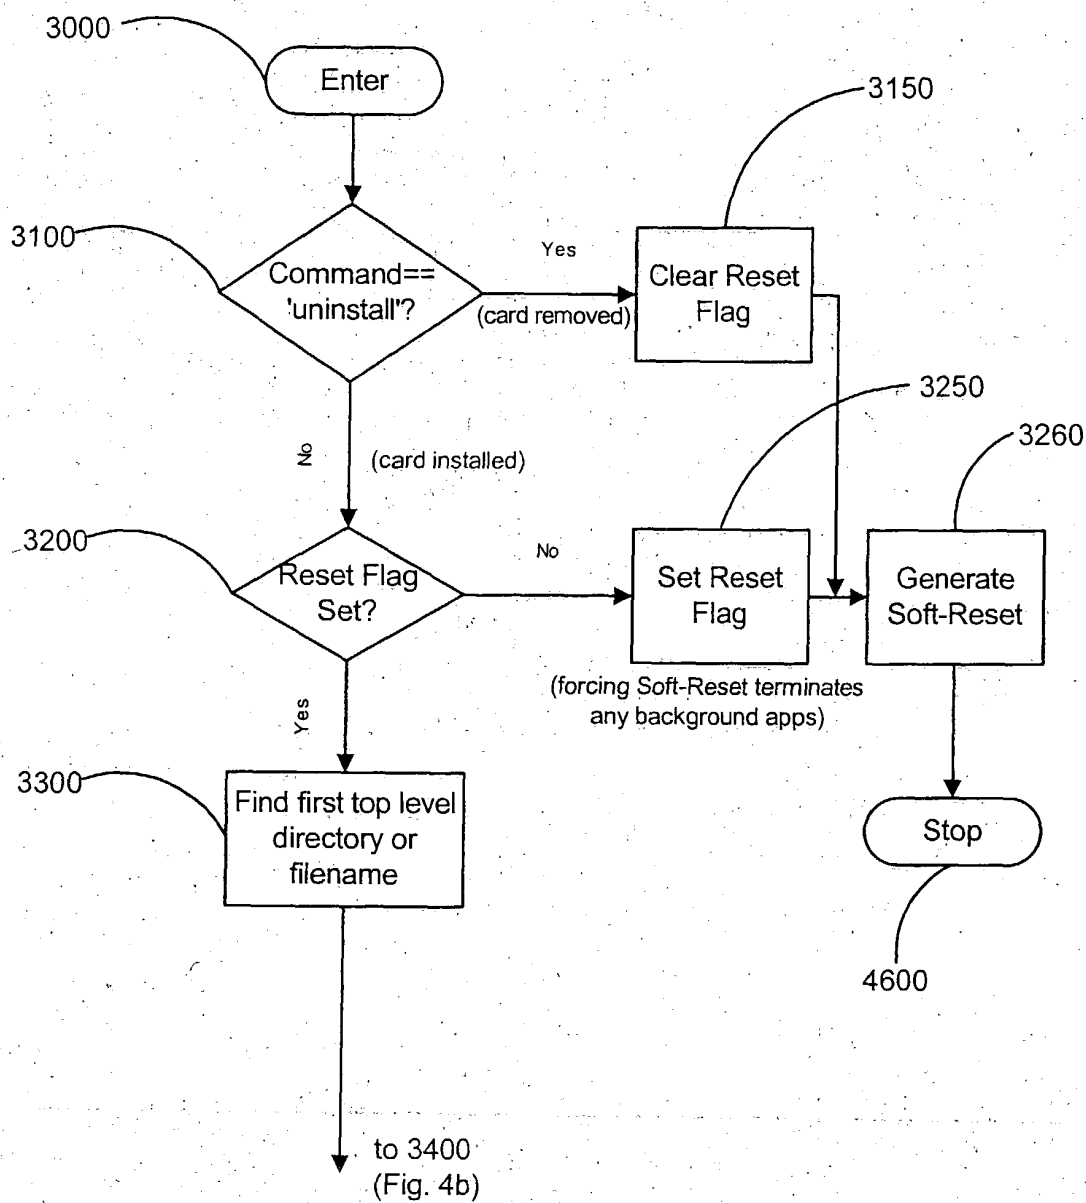 3000
Enter
3150
3100
Command==
'uninstall'?
Yes
(card removed)
Clear Reset
Flag
3250
3260
No
(card installed)
3200
Reset Flag
Set?
No
Set Reset
Flag
Generate
Soft-Reset
(forcing Soft-Reset terminates
any background apps)
Yes
3300
Find first top level
directory or
filename
Stop
4600
to 3400
(Fig. 4b)